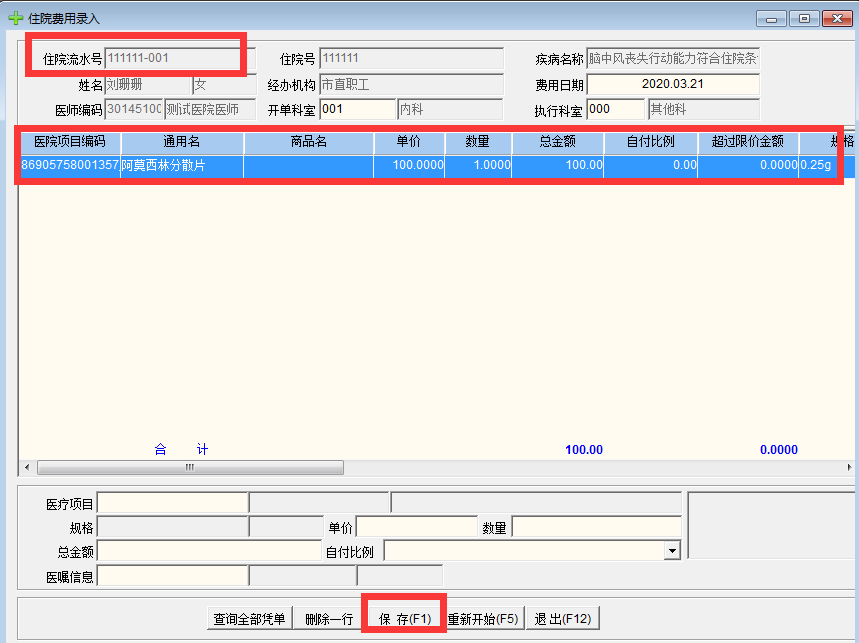 住院费用录入
住院流水号 111111-001 住院号 111111 疾病名称 脑中风丧失行动能力符合住院条
姓名 刘珊珊 女 经办机构 市直职工 费用日期 2020.03.21
医师编码 30145100 测试医院医师 开单科室 001 内科 执行科室 000 其他科
医院项目编码 通用名 商品名 单价 数量 总金额 自付比例 超过限价金额 规格
86905758001357 阿莫西林分散片 100.0000 1.0000 100.00 0.00 0.0000 0.25g
合 计 100.00 0.0000
医疗项目
规格 单价 数量
总金额 自付比例
医嘱信息
查询全部凭单 删除一行 保 存(F1) 重新开始(F5) 退 出(F12)